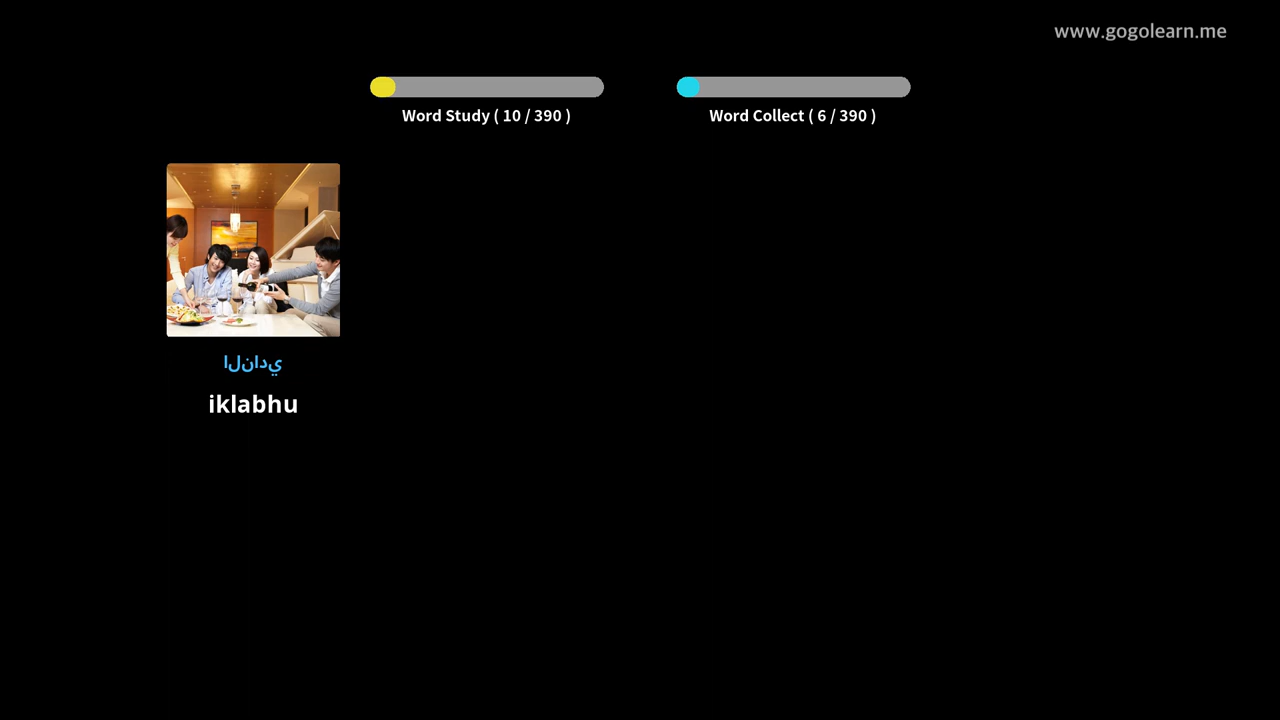 www.gogolearn.me
Word Study ( 10 / 390 )
Word Collect ( 6 / 390 )
النادي
iklabhu